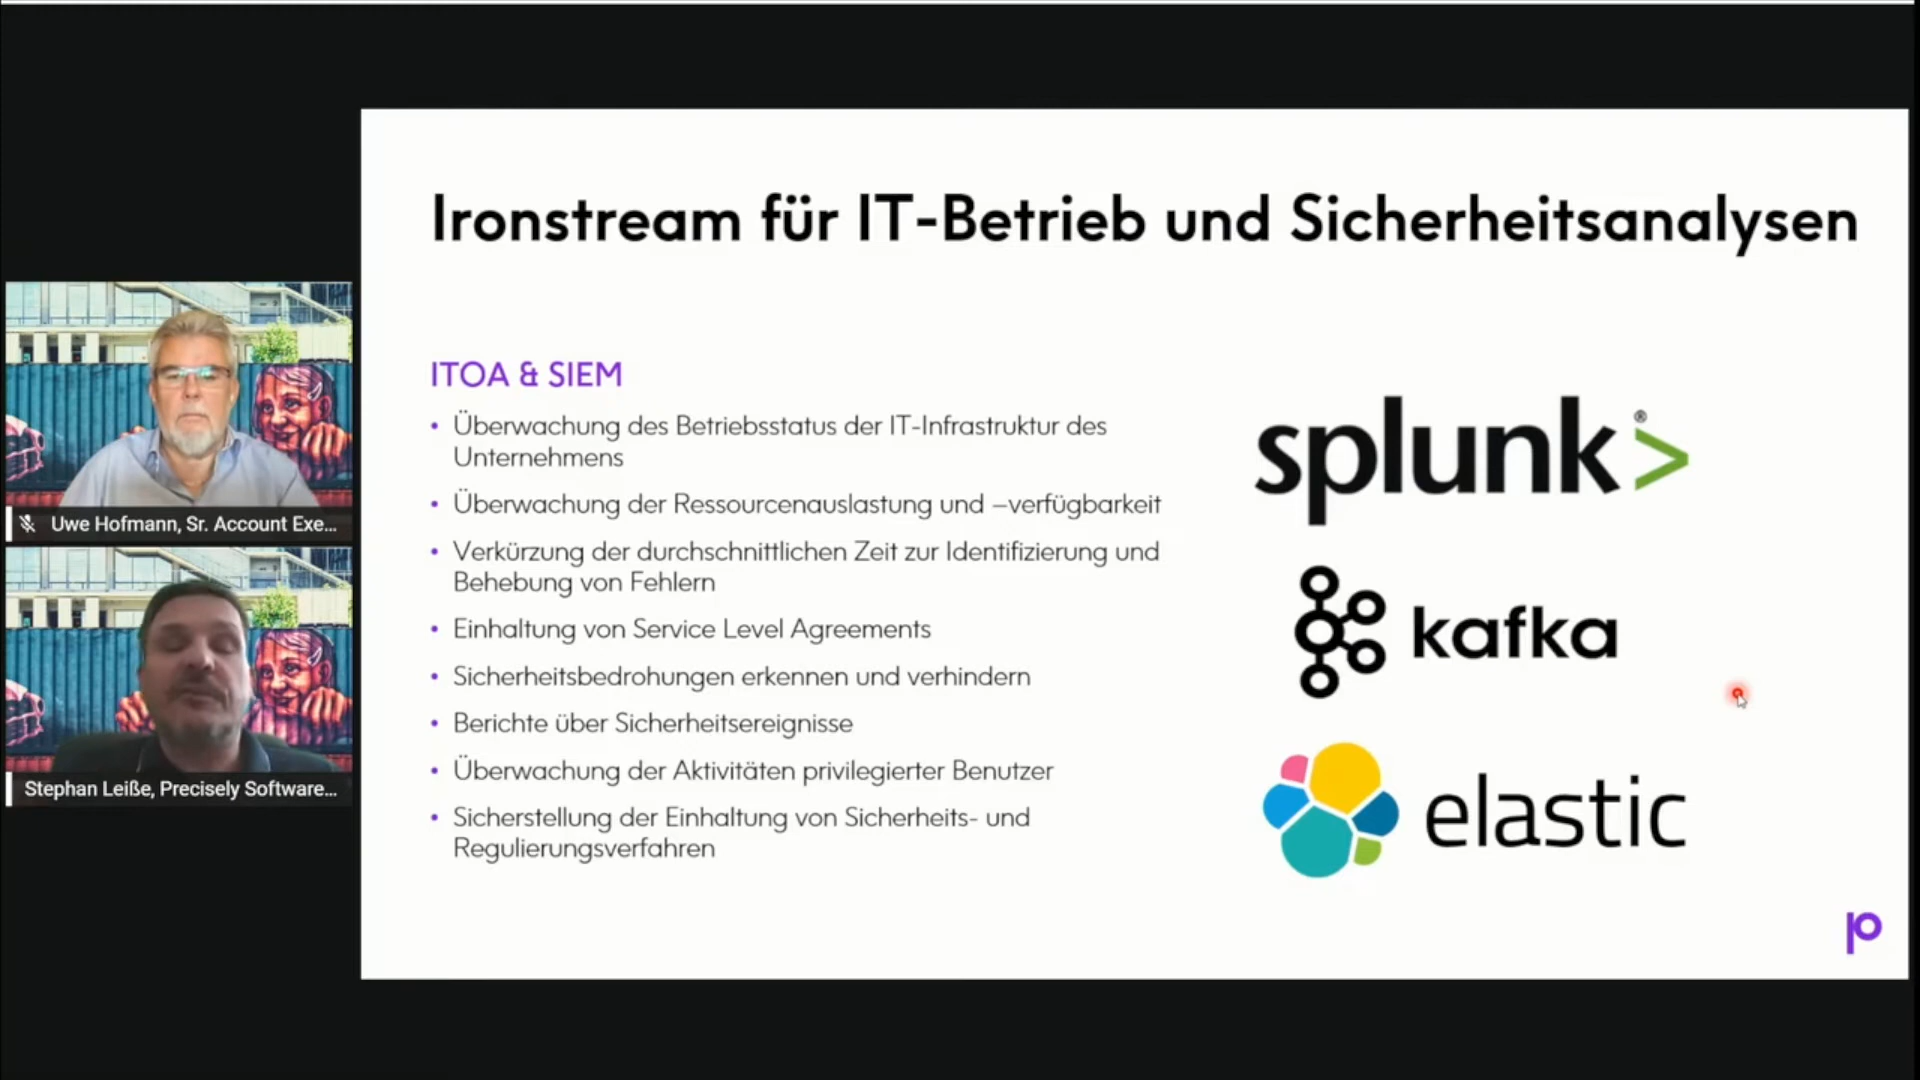 Ironstream für IT-Betrieb und Sicherheitsanalysen
ITOA & SIEM
• Überwachung des Betriebsstatus der IT-Infrastruktur des
Unternehmens
• Überwachung der Ressourcenauslastung und –verfügbarkeit
• Verkürzung der durchschnittlichen Zeit zur Identifizierung und
Behebung von Fehlern
• Einhaltung von Service Level Agreements
• Sicherheitsbedrohungen erkennen und verhindern
• Berichte über Sicherheitsereignisse
• Überwachung der Aktivitäten privilegierter Benutzer
• Sicherstellung der Einhaltung von Sicherheits- und
Regulierungsverfahren
splunk>®
kafka
elastic
p
Uwe Hofmann, Sr. Account Exe...
Stephan Leiße, Precisely Software...